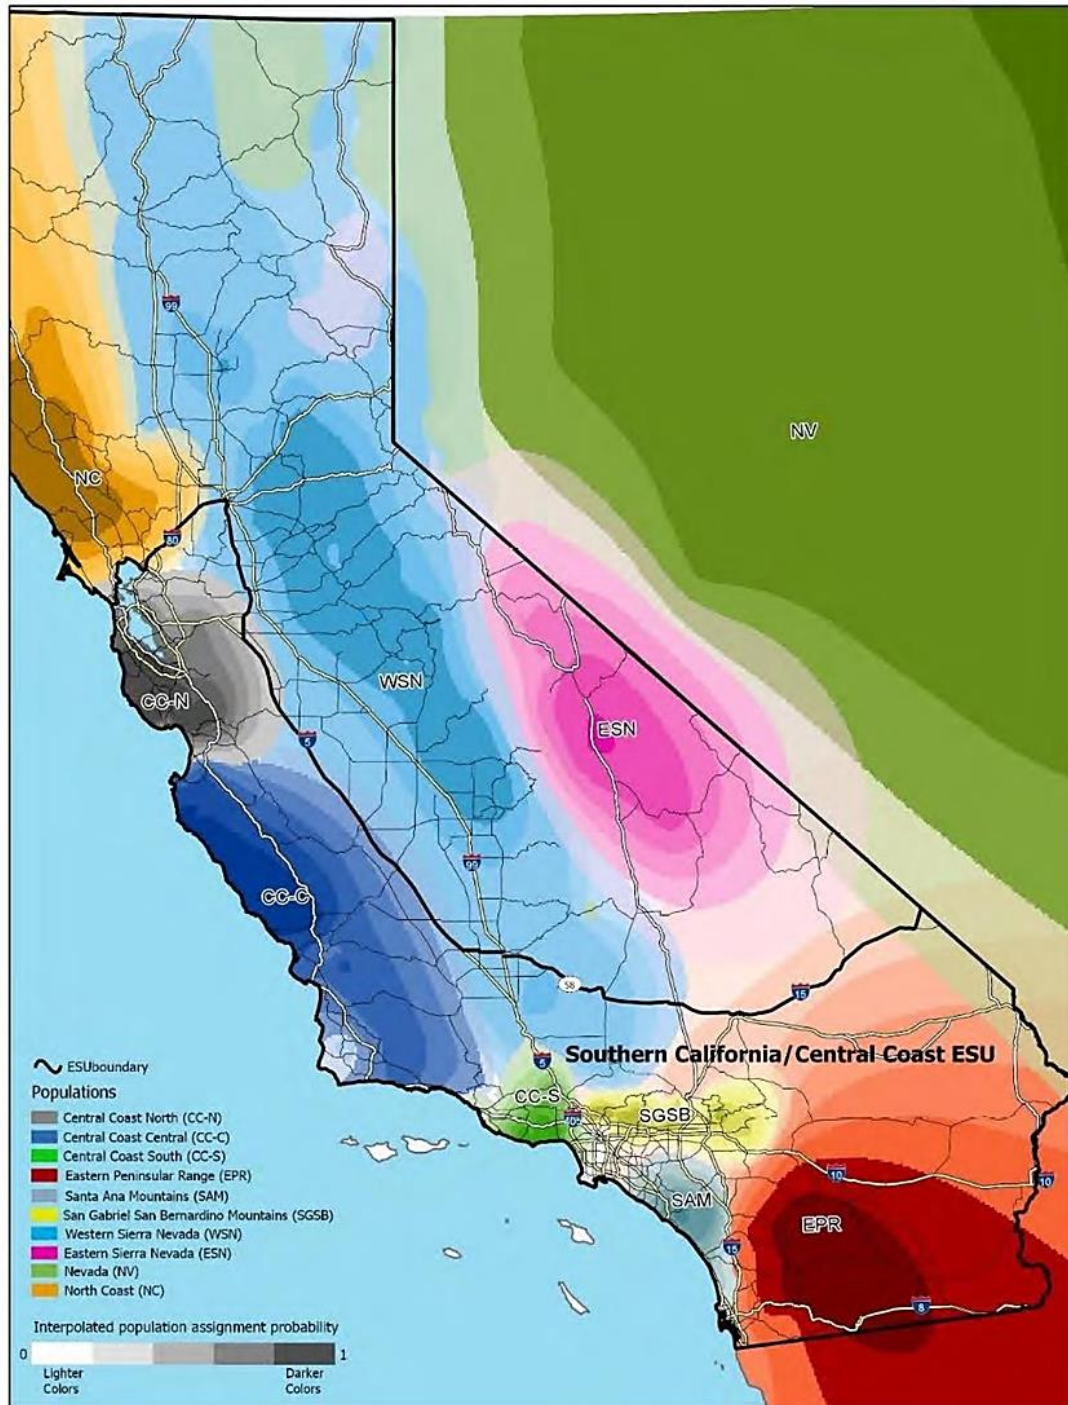 99
NV
NC
80
WSN
CC-N
ESN
5
99
CC-C
58
15
5
Southern California/Central Coast ESU
CC-S
10
SGSB
10
10
SAM
EPR
15
8
ESUboundary
Populations
Central Coast North (CC-N)
Central Coast Central (CC-C)
Central Coast South (CC-S)
Eastern Peninsular Range (EPR)
Santa Ana Mountains (SAM)
San Gabriel San Bernardino Mountains (SGSB)
Western Sierra Nevada (WSN)
Eastern Sierra Nevada (ESN)
Nevada (NV)
North Coast (NC)
Interpolated population assignment probability
0 1
Lighter Darker
Colors Colors